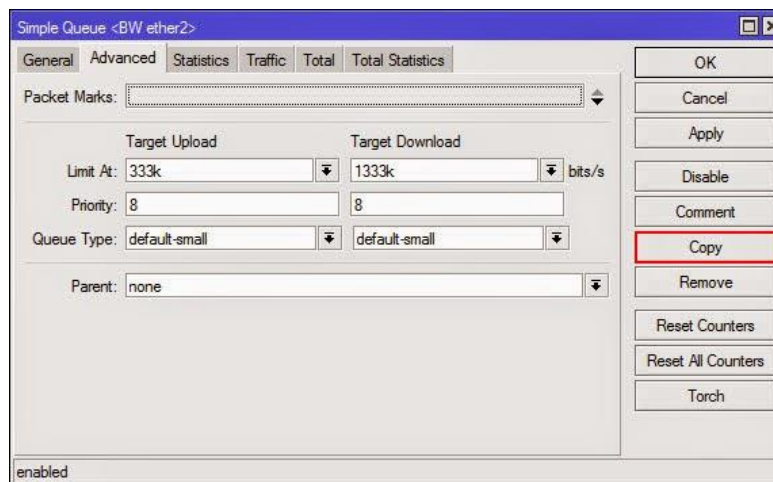 Simple Queue <BW ether2>
General Advanced Statistics Traffic Total Total Statistics
Packet Marks:
Target Upload Target Download
Limit At: 333k 1333k bits/s
Priority: 8 8
Queue Type: default-small default-small
Parent: none
OK
Cancel
Apply
Disable
Comment
Copy
Remove
Reset Counters
Reset All Counters
Torch
enabled